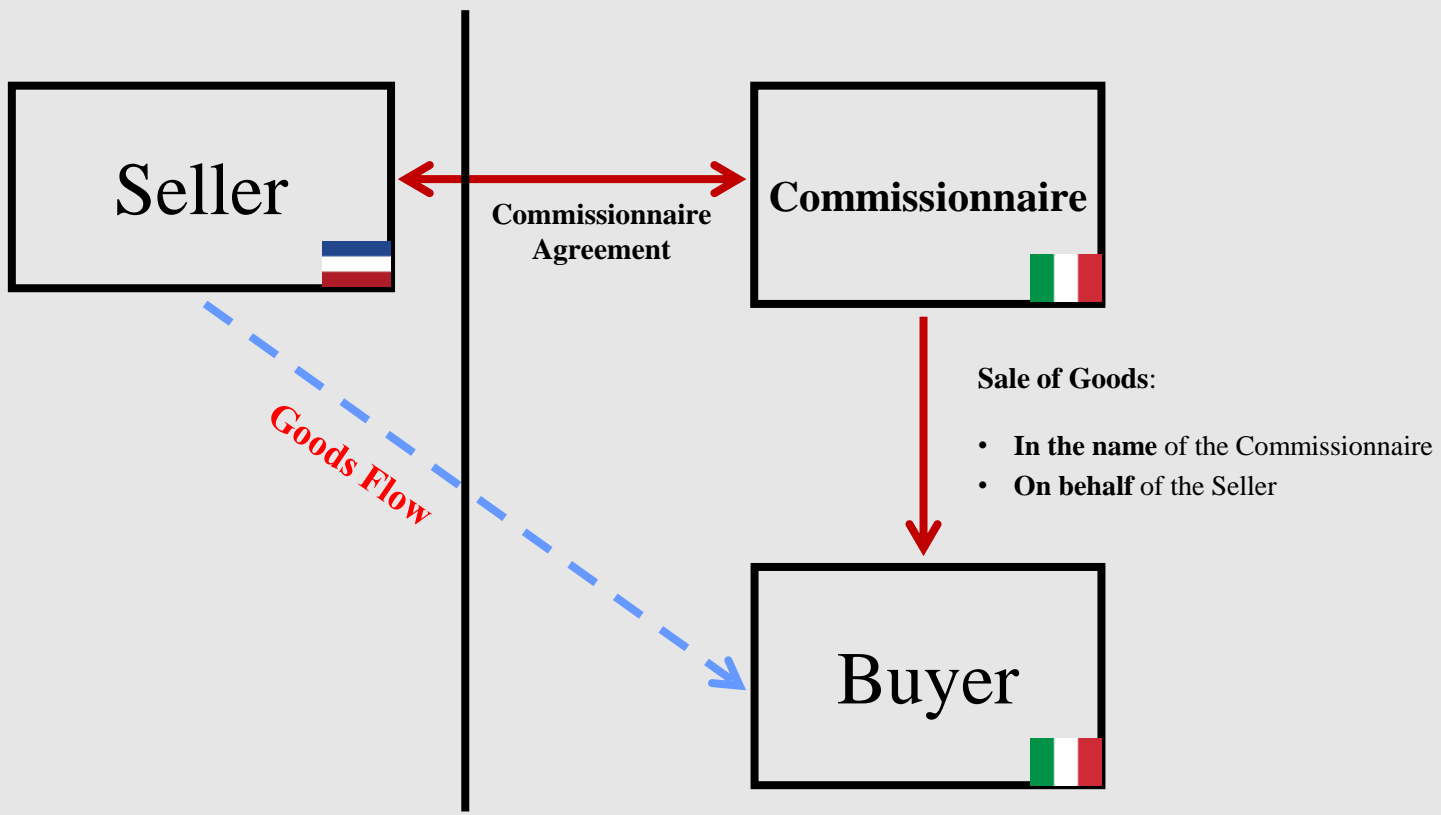 Seller
Commissionnaire
Agreement
Commissionnaire
Goods Flow
Sale of Goods:
• In the name of the Commissionnaire
• On behalf of the Seller
Buyer